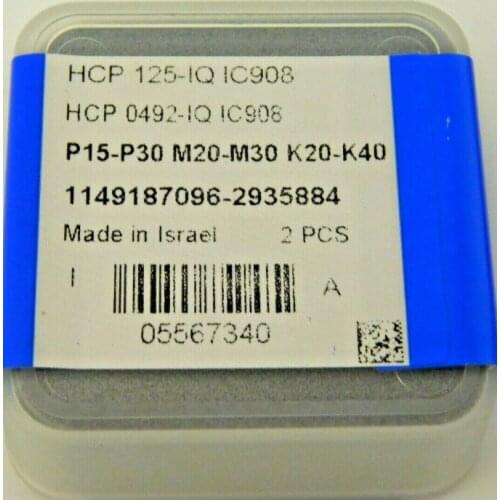 HCP 125-IQ IC908
HCP 0492-IQ IC908
P15-P30 M20-M30 K20-K40
1149187096-2935884
Made in Israel 2 PCS
I A
05567340